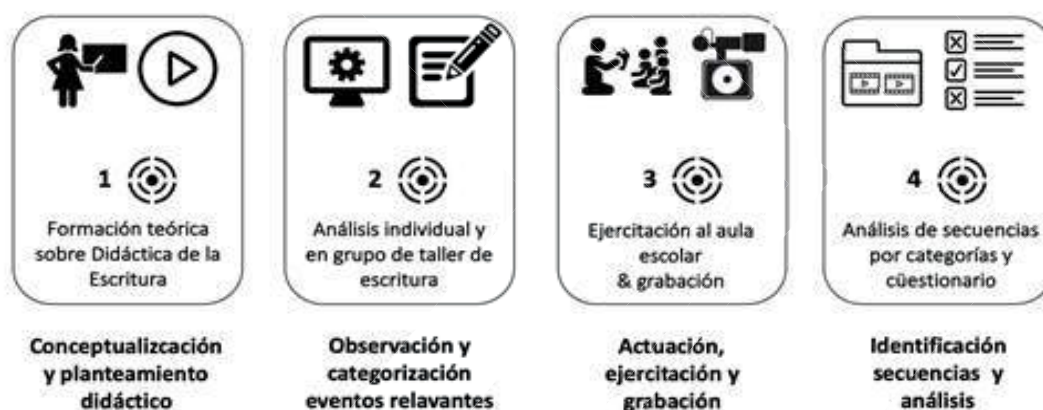 1
Formación teórica
sobre Didáctica de la
Escritura
Conceptualizcación
y planteamiento
didáctico
2
Análisis individual y
en grupo de taller de
escritura
Observación y
categorización
eventos relavantes
3
Ejercitación al aula
escolar
& grabación
Actuación,
ejercitación y
grabación
4
Análisis de secuencias
por categorías y
cüestionario
Identificación
secuencias y
análisis